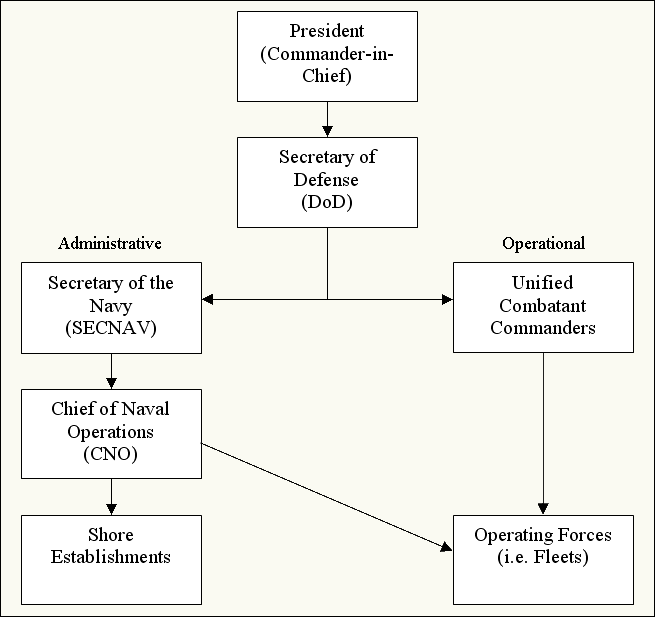 President
(Commander-in-
Chief)
Secretary of
Defense
(DoD)
Administrative
Operational
Secretary of the
Navy
(SECNAV)
Unified
Combatant
Commanders
Chief of Naval
Operations
(CNO)
Shore
Establishments
Operating Forces
(i.e. Fleets)